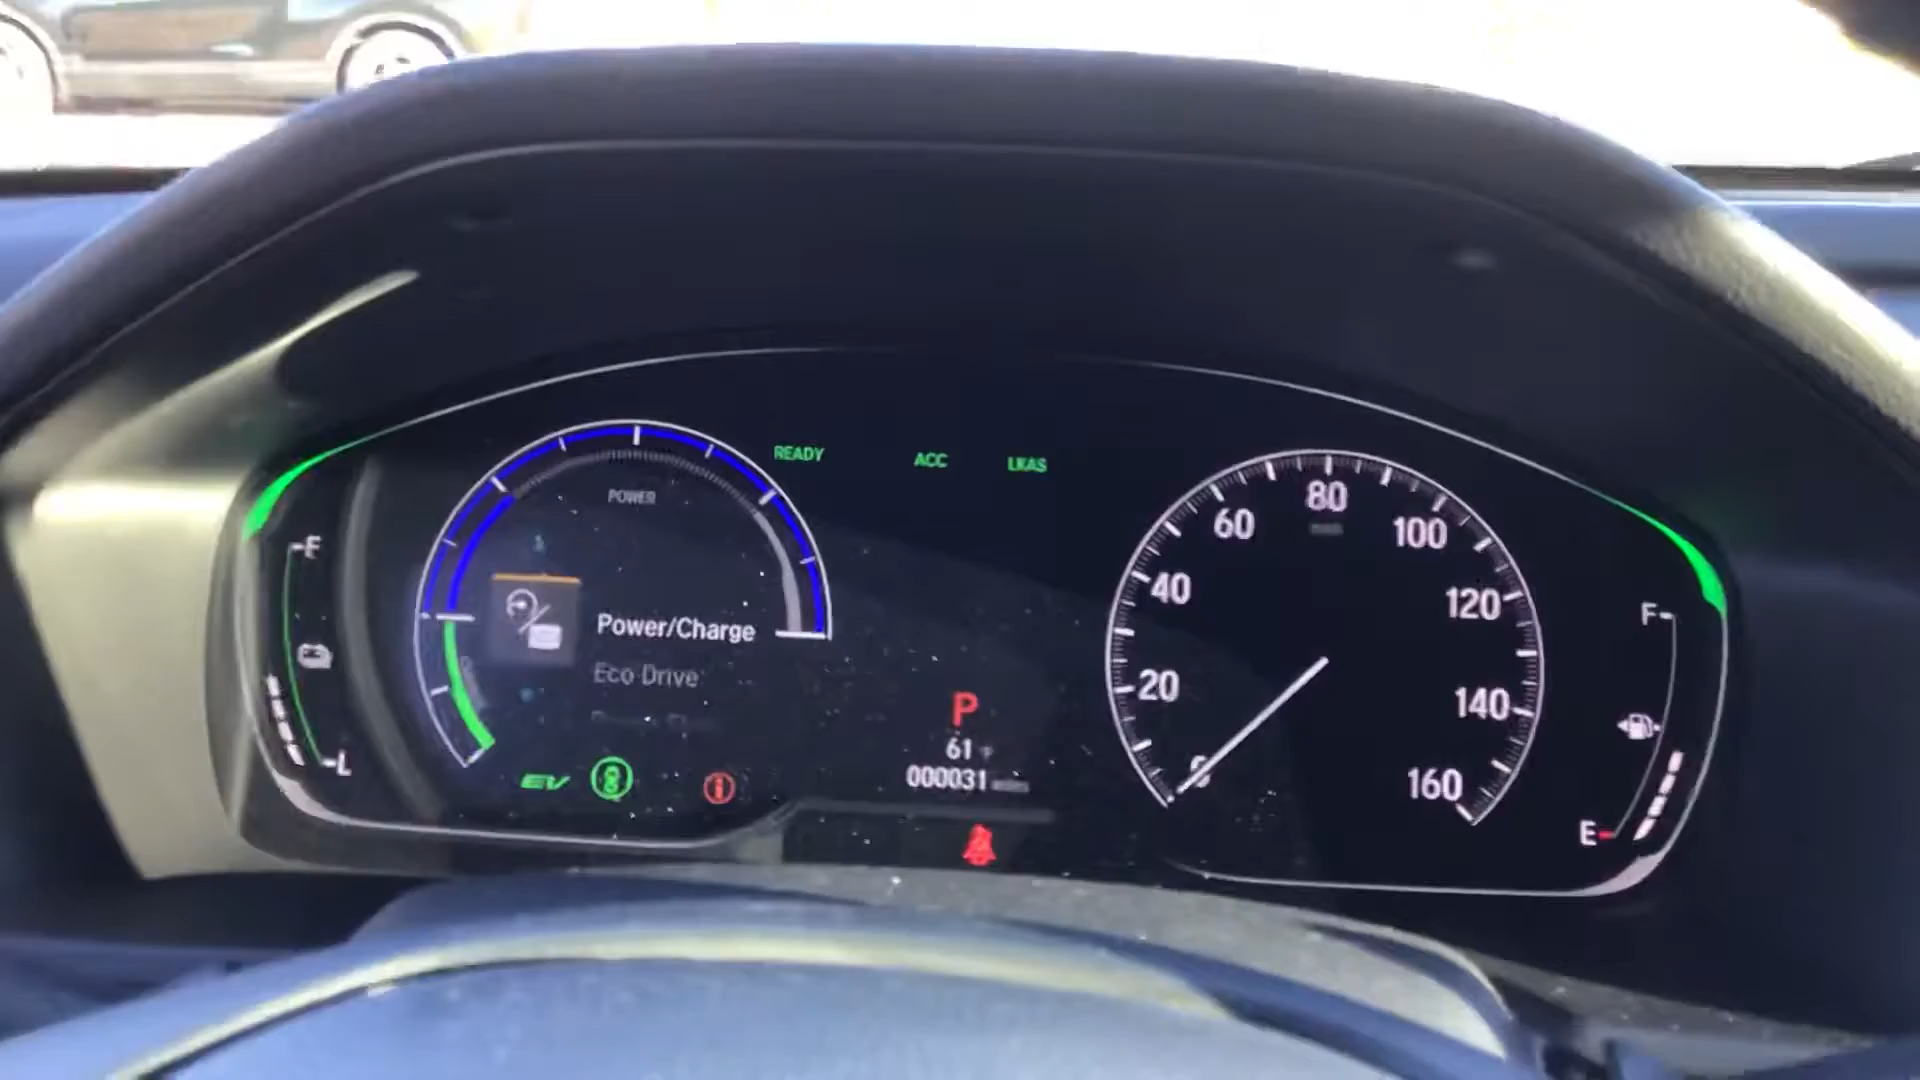 READY
ACC
LKAS
POWER
F
L
Power/Charge
Eco Drive
EV
P
61 °F
000031
0
20
40
60
80
100
120
140
160
F
E